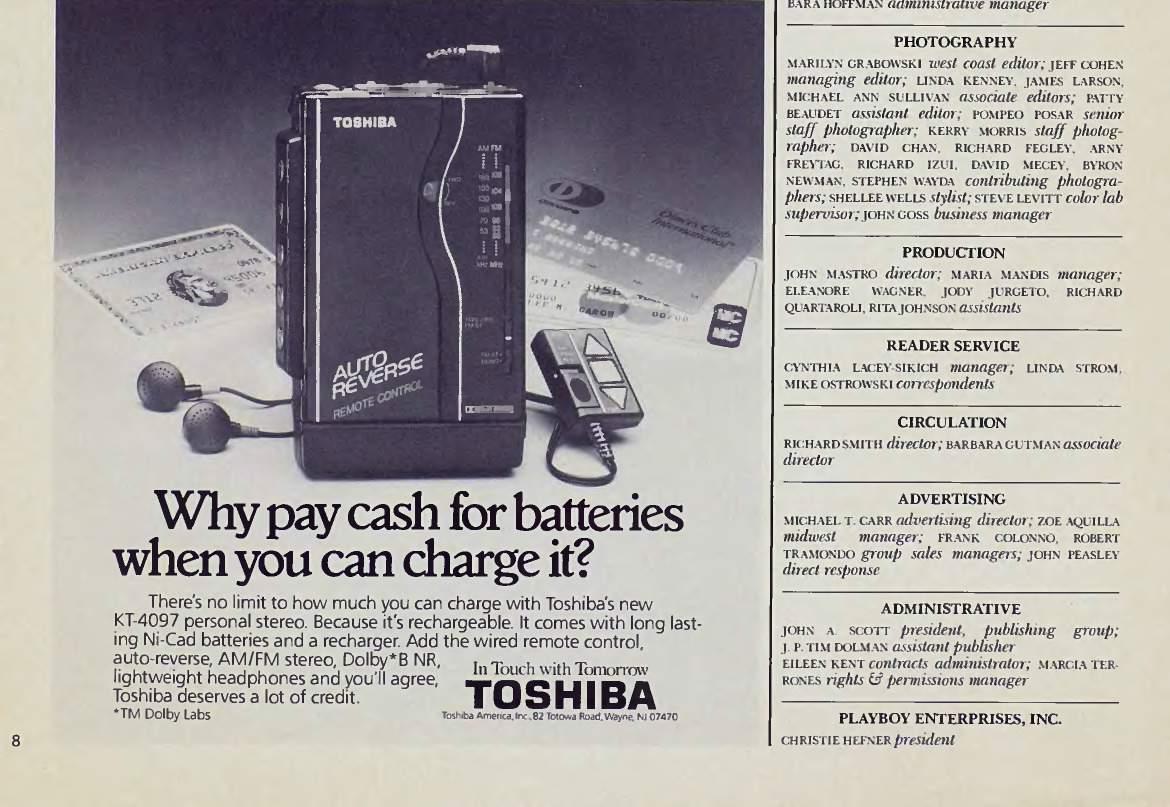 TOSHIBA
AM FM
AUTO
REVERSE
REMOTE CONTROL
Diners Club
International
MC
MC
Why pay cash for batteries
when you can charge it?
There's no limit to how much you can charge with Toshiba's new
KT-4097 personal stereo. Because it's rechargeable. It comes with long last-
ing Ni-Cad batteries and a recharger. Add the wired remote control,
auto-reverse, AM/FM stereo, Dolby*B NR,
lightweight headphones and you'll agree,
Toshiba deserves a lot of credit.
*TM Dolby Labs
In Touch with Tomorrow
TOSHIBA
Toshiba America, Inc., 82 Totowa Road, Wayne, NJ 07470
8
BARA HOFFMAN administrative manager
PHOTOGRAPHY
MARILYN GRABOWSKI west coast editor; JEFF COHEN
managing editor; LINDA KENNEY, JAMES LARSON,
MICHAEL ANN SULLIVAN associate editors; PATTY
BEAUDET assistant editor; POMPEO POSAR senior
staff photographer; KERRY MORRIS staff photog-
rapher; DAVID CHAN, RICHARD FEGLEY, ARNY
FREYTAG, RICHARD IZUI, DAVID MECEY, BYRON
NEWMAN, STEPHEN WAYDA contributing photogra-
phers; SHELLEE WELLS stylist; STEVE LEVITT color lab
supervisor; JOHN GOSS business manager
PRODUCTION
JOHN MASTRO director; MARIA MANDIS manager;
ELEANORE WAGNER, JODY JURGETO, RICHARD
QUARTAROLI, RITA JOHNSON assistants
READER SERVICE
CYNTHIA LACEY-SIKICH manager; LINDA STROM,
MIKE OSTROWSKI correspondents
CIRCULATION
RICHARD SMITH director; BARBARA GUTMAN associate
director
ADVERTISING
MICHAEL T. CARR advertising director; ZOE AQUILLA
midwest manager; FRANK COLONNO, ROBERT
TRAMONDO group sales managers; JOHN PEASLEY
direct response
ADMINISTRATIVE
JOHN A. SCOTT president, publishing group;
J. P. TIM DOLMAN assistant publisher
EILEEN KENT contracts administrator; MARCIA TER-
RONES rights & permissions manager
PLAYBOY ENTERPRISES, INC.
CHRISTIE HEFNER president